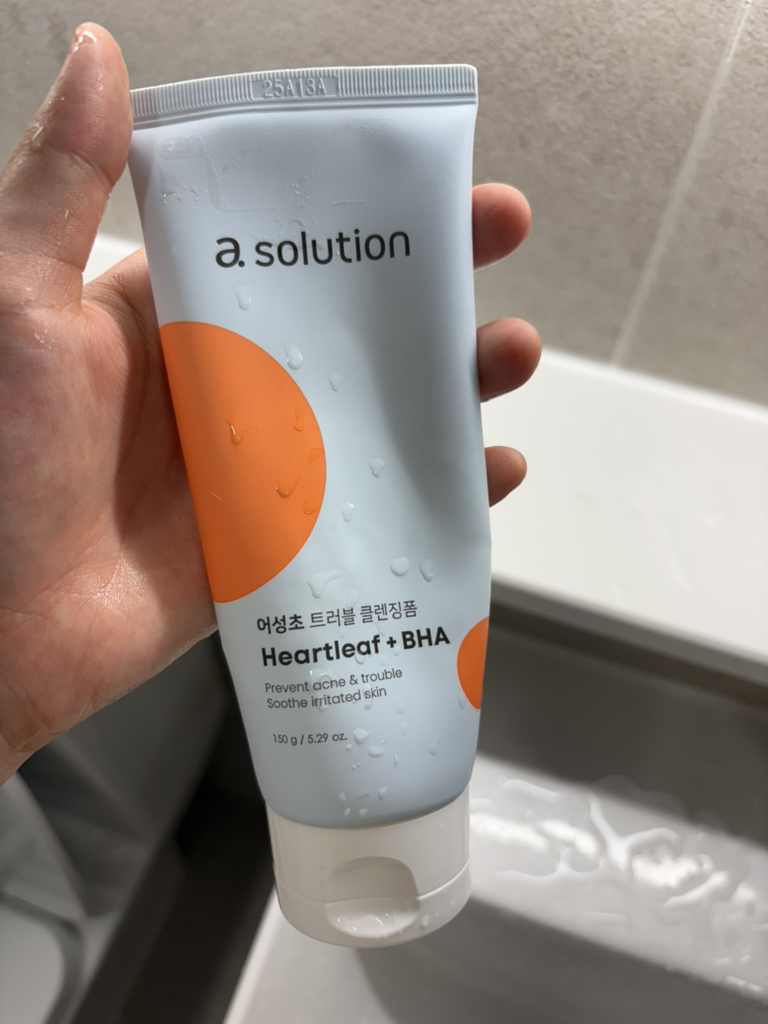 25A13A
a. solution
어성초 트러블 클렌징폼
Heartleaf + BHA
Prevent acne & trouble
Soothe irritated skin
150 g / 5.29 oz.